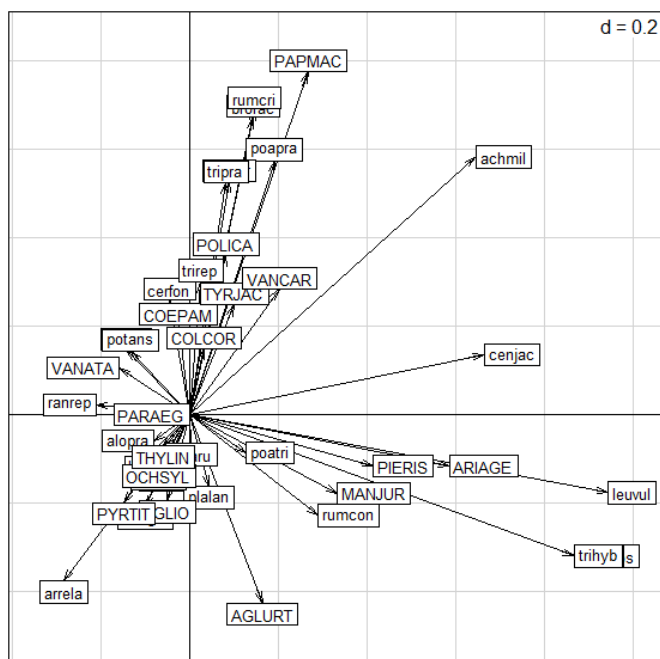 d = 0.2
PAPMAC
rumcri
poapra
achmil
tripra
POLICA
trirep
VANCAR
cerfon
TYRJAC
COEPAM
potans
COLCOR
cenjac
VANATA
ranrep
PARAEG
alopra
poatri
THYLIN
PIERIS
ARIAGE
OCHSYL
MANJUR
leuvul
plalan
PYRTIT
GLIO
rumcon
trihyb
s
arrela
AGLURT